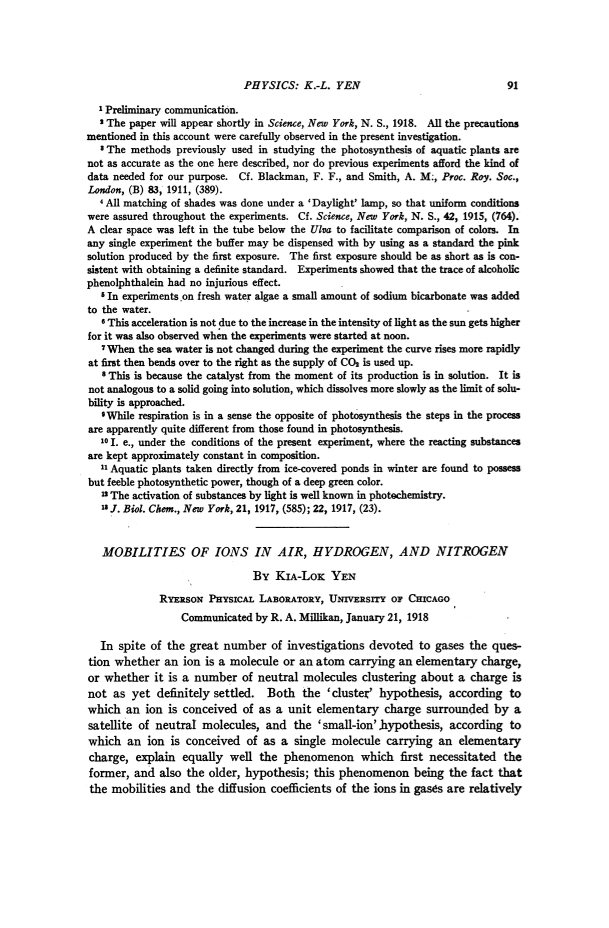 PHYSICS: K.-L. YEN 91
¹ Preliminary communication.
² The paper will appear shortly in Science, New York, N. S., 1918. All the precautions
mentioned in this account were carefully observed in the present investigation.
³ The methods previously used in studying the photosynthesis of aquatic plants are
not as accurate as the one here described, nor do previous experiments afford the kind of
data needed for our purpose. Cf. Blackman, F. F., and Smith, A. M., Proc. Roy. Soc.,
London, (B) 83, 1911, (389).
⁴ All matching of shades was done under a 'Daylight' lamp, so that uniform conditions
were assured throughout the experiments. Cf. Science, New York, N. S., 42, 1915, (764).
A clear space was left in the tube below the Ulva to facilitate comparison of colors. In
any single experiment the buffer may be dispensed with by using as a standard the pink
solution produced by the first exposure. The first exposure should be as short as is con-
sistent with obtaining a definite standard. Experiments showed that the trace of alcoholic
phenolphthalein had no injurious effect.
⁵ In experiments on fresh water algae a small amount of sodium bicarbonate was added
to the water.
⁶ This acceleration is not due to the increase in the intensity of light as the sun gets higher
for it was also observed when the experiments were started at noon.
⁷ When the sea water is not changed during the experiment the curve rises more rapidly
at first then bends over to the right as the supply of CO₂ is used up.
⁸ This is because the catalyst from the moment of its production is in solution. It is
not analogous to a solid going into solution, which dissolves more slowly as the limit of solu-
bility is approached.
⁹ While respiration is in a sense the opposite of photosynthesis the steps in the process
are apparently quite different from those found in photosynthesis.
¹⁰ I. e., under the conditions of the present experiment, where the reacting substances
are kept approximately constant in composition.
¹¹ Aquatic plants taken directly from ice-covered ponds in winter are found to possess
but feeble photosynthetic power, though of a deep green color.
¹² The activation of substances by light is well known in photochemistry.
¹³ J. Biol. Chem., New York, 21, 1917, (585); 22, 1917, (23).
MOBILITIES OF IONS IN AIR, HYDROGEN, AND NITROGEN
BY KIA-LOK YEN
RYERSON PHYSICAL LABORATORY, UNIVERSITY OF CHICAGO
Communicated by R. A. Millikan, January 21, 1918
In spite of the great number of investigations devoted to gases the ques-
tion whether an ion is a molecule or an atom carrying an elementary charge,
or whether it is a number of neutral molecules clustering about a charge is
not as yet definitely settled. Both the 'cluster' hypothesis, according to
which an ion is conceived of as a unit elementary charge surrounded by a
satellite of neutral molecules, and the 'small-ion' hypothesis, according to
which an ion is conceived of as a single molecule carrying an elementary
charge, explain equally well the phenomenon which first necessitated the
former, and also the older, hypothesis; this phenomenon being the fact that
the mobilities and the diffusion coefficients of the ions in gases are relatively